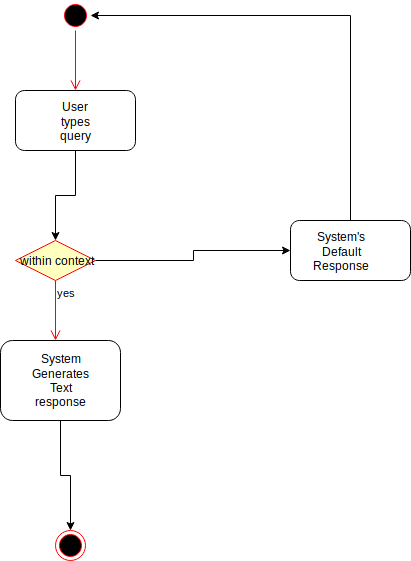 User
types
query
within context
System's
Default
Response
yes
System
Generates
Text
response